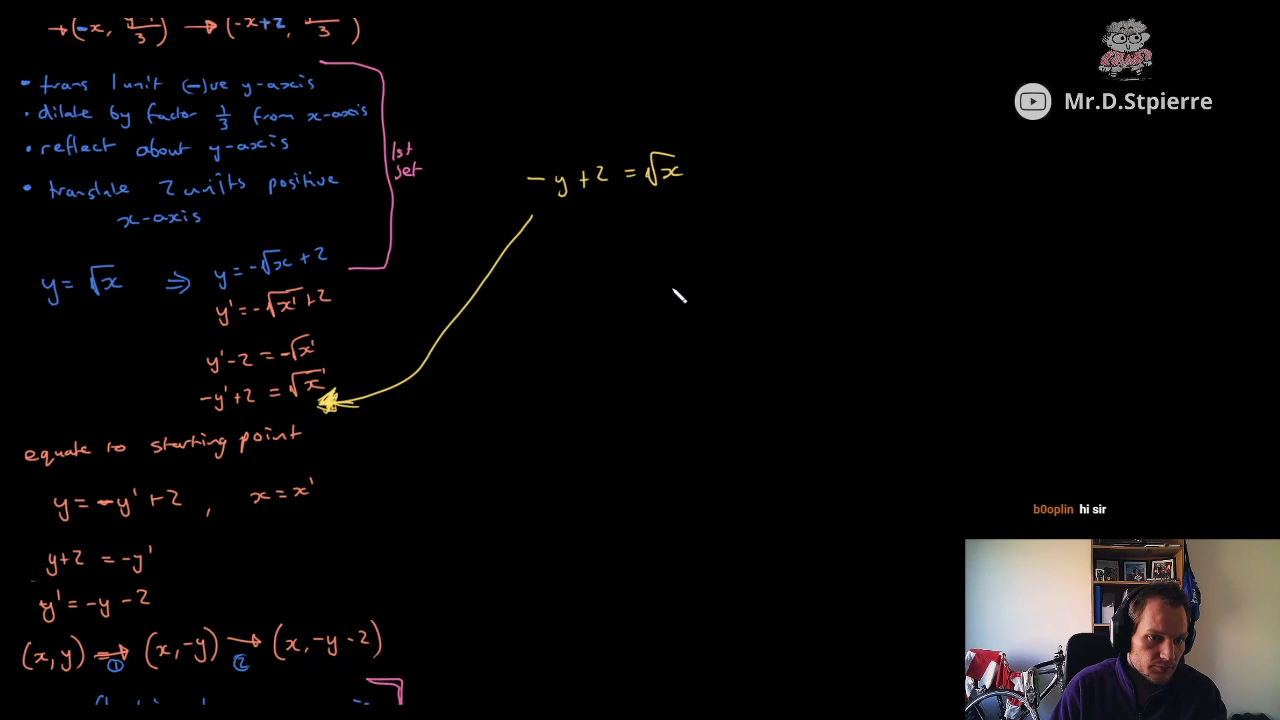 →(-x, y-/3) → (-x+2, /3)
• trans 1 unit (-)ve y-axis
• dilate by factor 1/3 from x-axis
• reflect about y-axis
• translate 2 units positive
x-axis
1st
set
y = √x ⇒ y = -√x + 2
y' = -√x' + 2
y' - 2 = -√x'
-y' + 2 = √x'
equate to starting point
y = -y' + 2 , x = x'
y + 2 = -y'
y' = -y - 2
(x, y) ⇒ (x, -y) → (x, -y - 2)
① ②
-y + 2 = √x
Mr.D.Stpierre
b0oplin hi sir